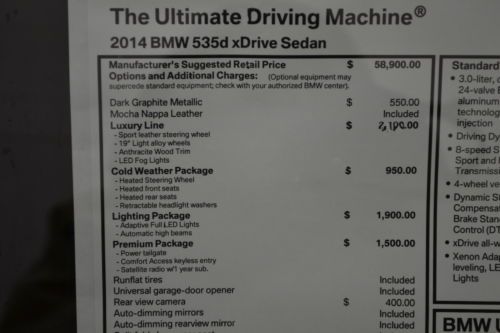 The Ultimate Driving Machine®
2014 BMW 535d xDrive Sedan
Manufacturer's Suggested Retail Price $ 58,900.00
Options and Additional Charges: (Optional equipment may
supercede standard equipment; check with your authorized BMW center).
Dark Graphite Metallic $ 550.00
Mocha Nappa Leather Included
Luxury Line $
- Sport leather steering wheel
- 19" Light alloy wheels
- Anthracite Wood Trim
- LED Fog Lights
Cold Weather Package $ 950.00
- Heated Steering Wheel
- Heated front seats
- Heated rear seats
- Retractable headlight washers
Lighting Package $ 1,900.00
- Adaptive Full LED Lights
- Automatic high beams
Premium Package $ 1,500.00
- Power tailgate
- Comfort Access keyless entry
- Satellite radio w/1 year sub.
Runflat tires Included
Universal garage-door opener Included
Rear view camera $ 400.00
Auto-dimming mirrors Included
Auto-dimming rearview mirror Included
Standard
• 3.0-liter,
24-valve
aluminum
technolog
injection
• Driving Dy
• 8-speed S
Sport and
Transmiss
• 4-wheel ve
• Dynamic S
Compensat
Brake Stan
Control (DT
• xDrive all-w
• Xenon Adap
leveling, LE
Lights
BMW